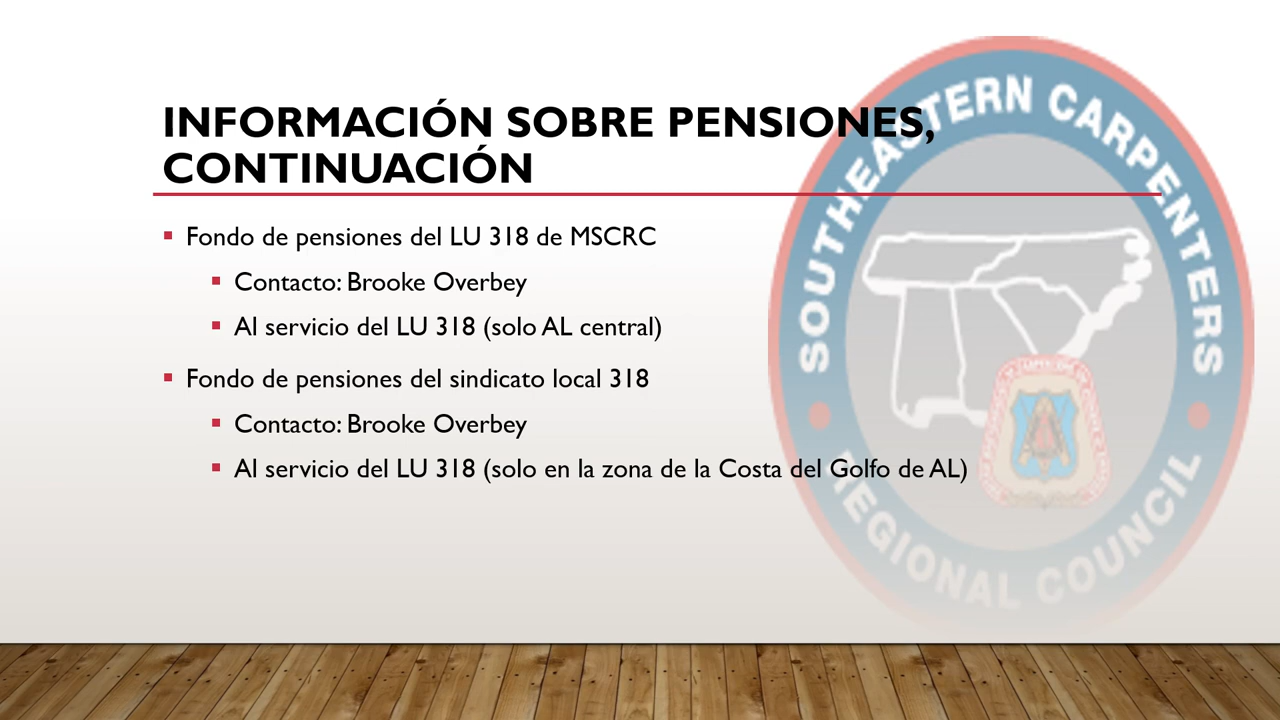 INFORMACIÓN SOBRE PENSIONES,
CONTINUACIÓN
Fondo de pensiones del LU 318 de MSCRC
Contacto: Brooke Overbey
Al servicio del LU 318 (solo AL central)
Fondo de pensiones del sindicato local 318
Contacto: Brooke Overbey
Al servicio del LU 318 (solo en la zona de la Costa del Golfo de AL)
SOUTHEASTERN CARPENTERS
REGIONAL COUNCIL